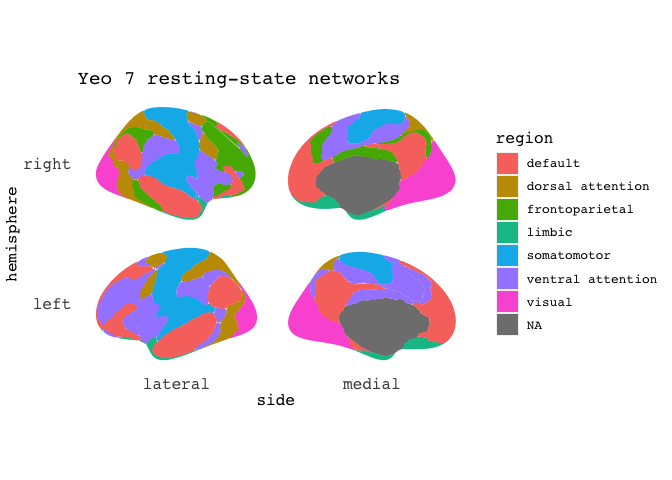 Yeo 7 resting-state networks
hemisphere
right
left
lateral
medial
side
region
default
dorsal attention
frontoparietal
limbic
somatomotor
ventral attention
visual
NA